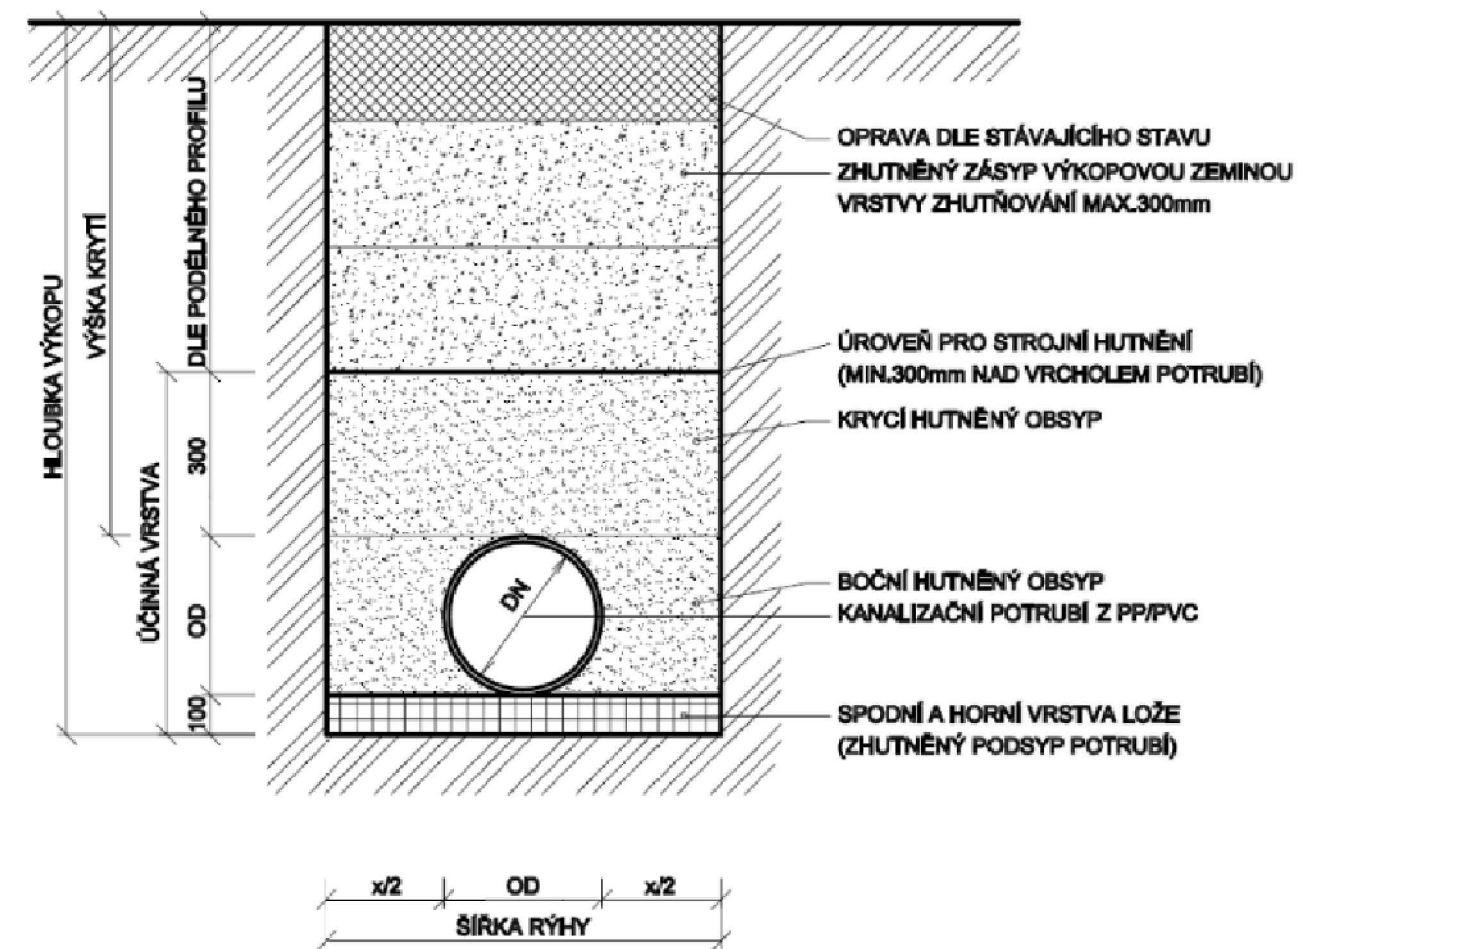 OPRAVA DLE STÁVAJÍCÍHO STAVU
ZHUTNĚNÝ ZÁSYP VÝKOPOVOU ZEMINOU
VRSTVY ZHUTŇOVÁNÍ MAX.300mm
ÚROVEŇ PRO STROJNÍ HUTNĚNÍ
(MIN.300mm NAD VRCHOLEM POTRUBÍ)
KRYCÍ HUTNĚNÝ OBSYP
BOČNÍ HUTNĚNÝ OBSYP
KANALIZAČNÍ POTRUBÍ Z PP/PVC
SPODNÍ A HORNÍ VRSTVA LOŽE
(ZHUTNĚNÝ PODSYP POTRUBÍ)
HLOUBKA VÝKOPU
VÝŠKA KRYTÍ
ÚČINNÁ VRSTVA
DLE PODÉLNÉHO PROFILU
300
OD
100
DN
x/2
OD
x/2
ŠÍŘKA RÝHY